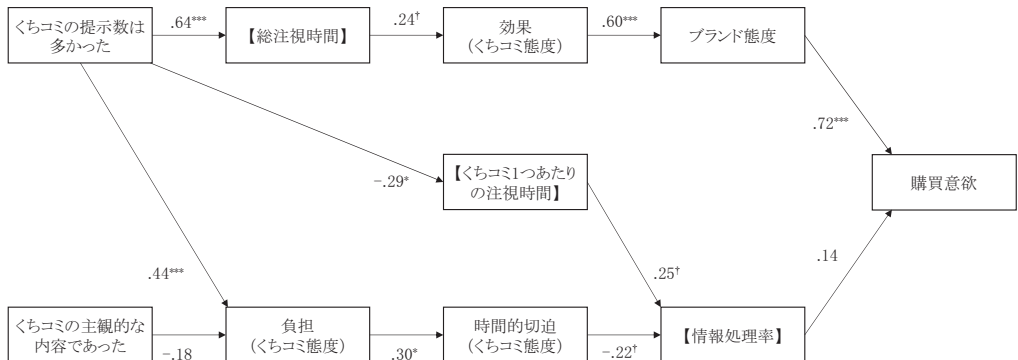 くちコミの提示数は
多かった
.64***
【総注視時間】
.24†
効果
(くちコミ態度)
.60***
ブランド態度
.72***
−.29*
【くちコミ1つあたり
の注視時間】
購買意欲
.44***
.25†
.14
くちコミの主観的な
内容であった
−.18
負担
(くちコミ態度)
.30*
時間的切迫
(くちコミ態度)
−.22†
【情報処理率】